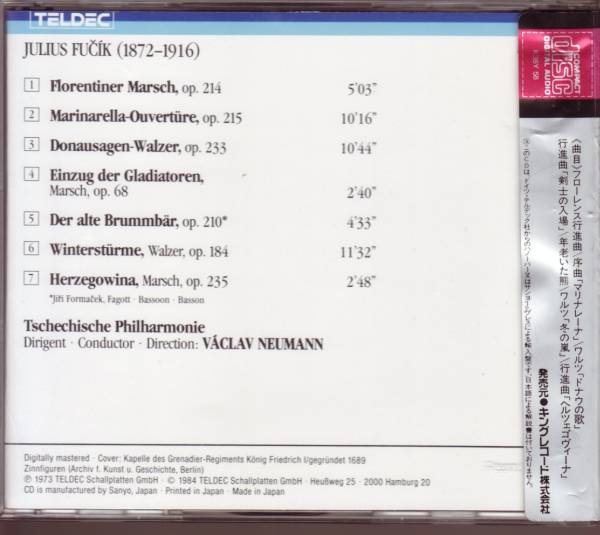 TELDEC
JULIUS FUČÍK (1872–1916)
1 Florentiner Marsch, op. 214 5'03"
2 Marinarella-Ouvertüre, op. 215 10'16"
3 Donausagen-Walzer, op. 233 10'44"
4 Einzug der Gladiatoren,
Marsch, op. 68 2'40"
5 Der alte Brummbär, op. 210* 4'33"
6 Winterstürme, Walzer, op. 184 11'32"
7 Herzegowina, Marsch, op. 235 2'48"
*Jiří Formaček, Fagott · Bassoon · Basson
Tschechische Philharmonie
Dirigent · Conductor · Direction: VÁCLAV NEUMANN
Digitally mastered · Cover: Kapelle des Grenadier-Regiments König Friedrich I/gegründet 1689
Zinnfiguren (Archiv f. Kunst u. Geschichte, Berlin)
℗ 1973 TELDEC Schallplatten GmbH · © 1984 TELDEC Schallplatten GmbH · Heußweg 25 · 2000 Hamburg 20
CD is manufactured by Sanyo, Japan · Printed in Japan · Made in Japan
COMPACT
disc
DIGITAL AUDIO
58
《曲目》フローレンス行進曲/序曲「マリナレーナ」/ワルツ「ドナウの歌」
行進曲「剣士の入場」/年老いた熊/ワルツ「冬の嵐」/行進曲「ヘルツェゴヴィーナ」
発売元●キングレコード株式会社